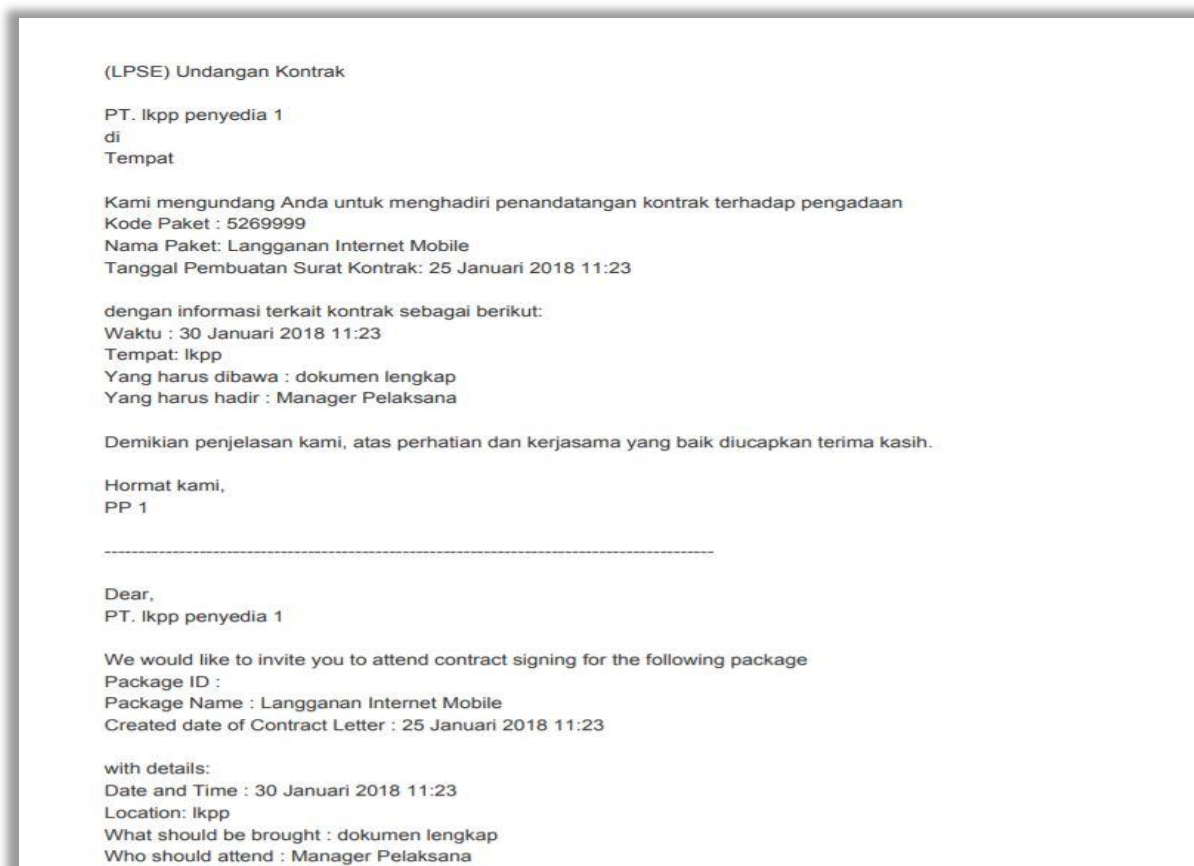 (LPSE) Undangan Kontrak
PT. lkpp penyedia 1
di
Tempat
Kami mengundang Anda untuk menghadiri penandatangan kontrak terhadap pengadaan
Kode Paket : 5269999
Nama Paket: Langganan Internet Mobile
Tanggal Pembuatan Surat Kontrak: 25 Januari 2018 11:23
dengan informasi terkait kontrak sebagai berikut:
Waktu : 30 Januari 2018 11:23
Tempat: lkpp
Yang harus dibawa : dokumen lengkap
Yang harus hadir : Manager Pelaksana
Demikian penjelasan kami, atas perhatian dan kerjasama yang baik diucapkan terima kasih.
Hormat kami,
PP 1
-----------------------------------------------------------------------------------------
Dear,
PT. lkpp penyedia 1
We would like to invite you to attend contract signing for the following package
Package ID :
Package Name : Langganan Internet Mobile
Created date of Contract Letter : 25 Januari 2018 11:23
with details:
Date and Time : 30 Januari 2018 11:23
Location: lkpp
What should be brought : dokumen lengkap
Who should attend : Manager Pelaksana